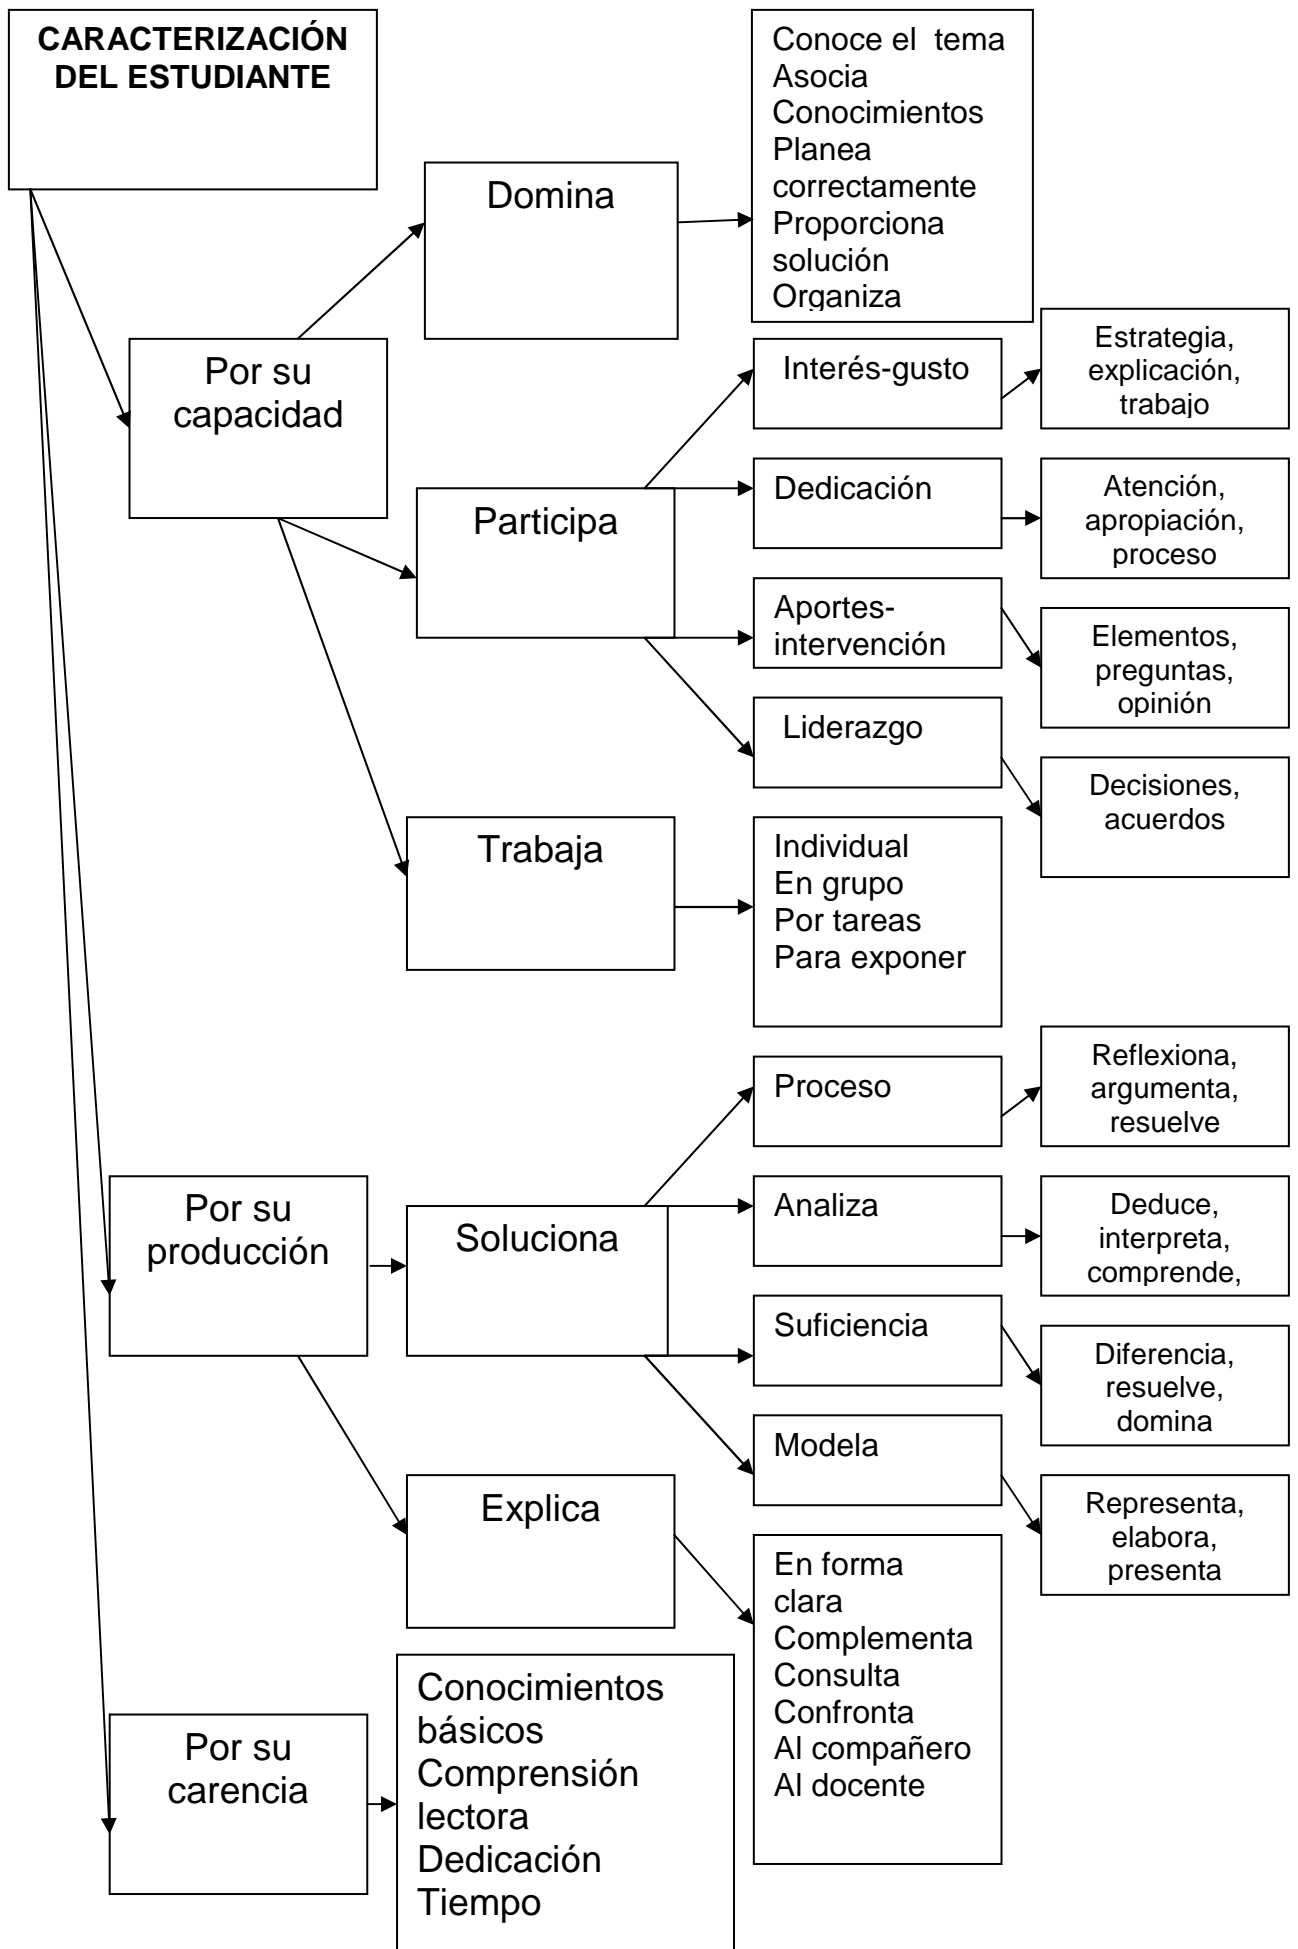 CARACTERIZACIÓN
DEL ESTUDIANTE
Por su
capacidad
Domina
Conoce el  tema
Asocia
Conocimientos
Planea
correctamente
Proporciona
solución
Organiza
Participa
Interés-gusto
Estrategia,
explicación,
trabajo
Dedicación
Atención,
apropiación,
proceso
Aportes-
intervención
Elementos,
preguntas,
opinión
Liderazgo
Decisiones,
acuerdos
Trabaja
Individual
En grupo
Por tareas
Para exponer
Por su
producción
Soluciona
Proceso
Reflexiona,
argumenta,
resuelve
Analiza
Deduce,
interpreta,
comprende,
Suficiencia
Diferencia,
resuelve,
domina
Modela
Representa,
elabora,
presenta
Explica
En forma
clara
Complementa
Consulta
Confronta
Al compañero
Al docente
Por su
carencia
Conocimientos
básicos
Comprensión
lectora
Dedicación
Tiempo